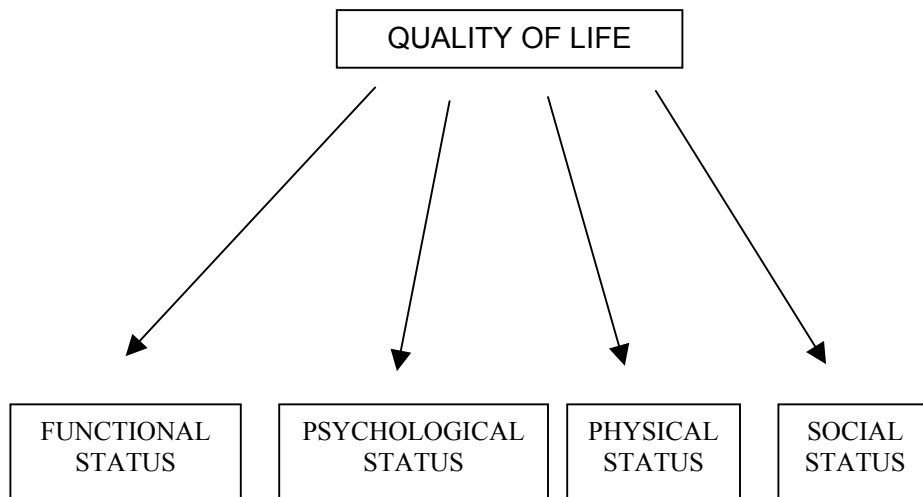 QUALITY OF LIFE
FUNCTIONAL
STATUS
PSYCHOLOGICAL
STATUS
PHYSICAL
STATUS
SOCIAL
STATUS